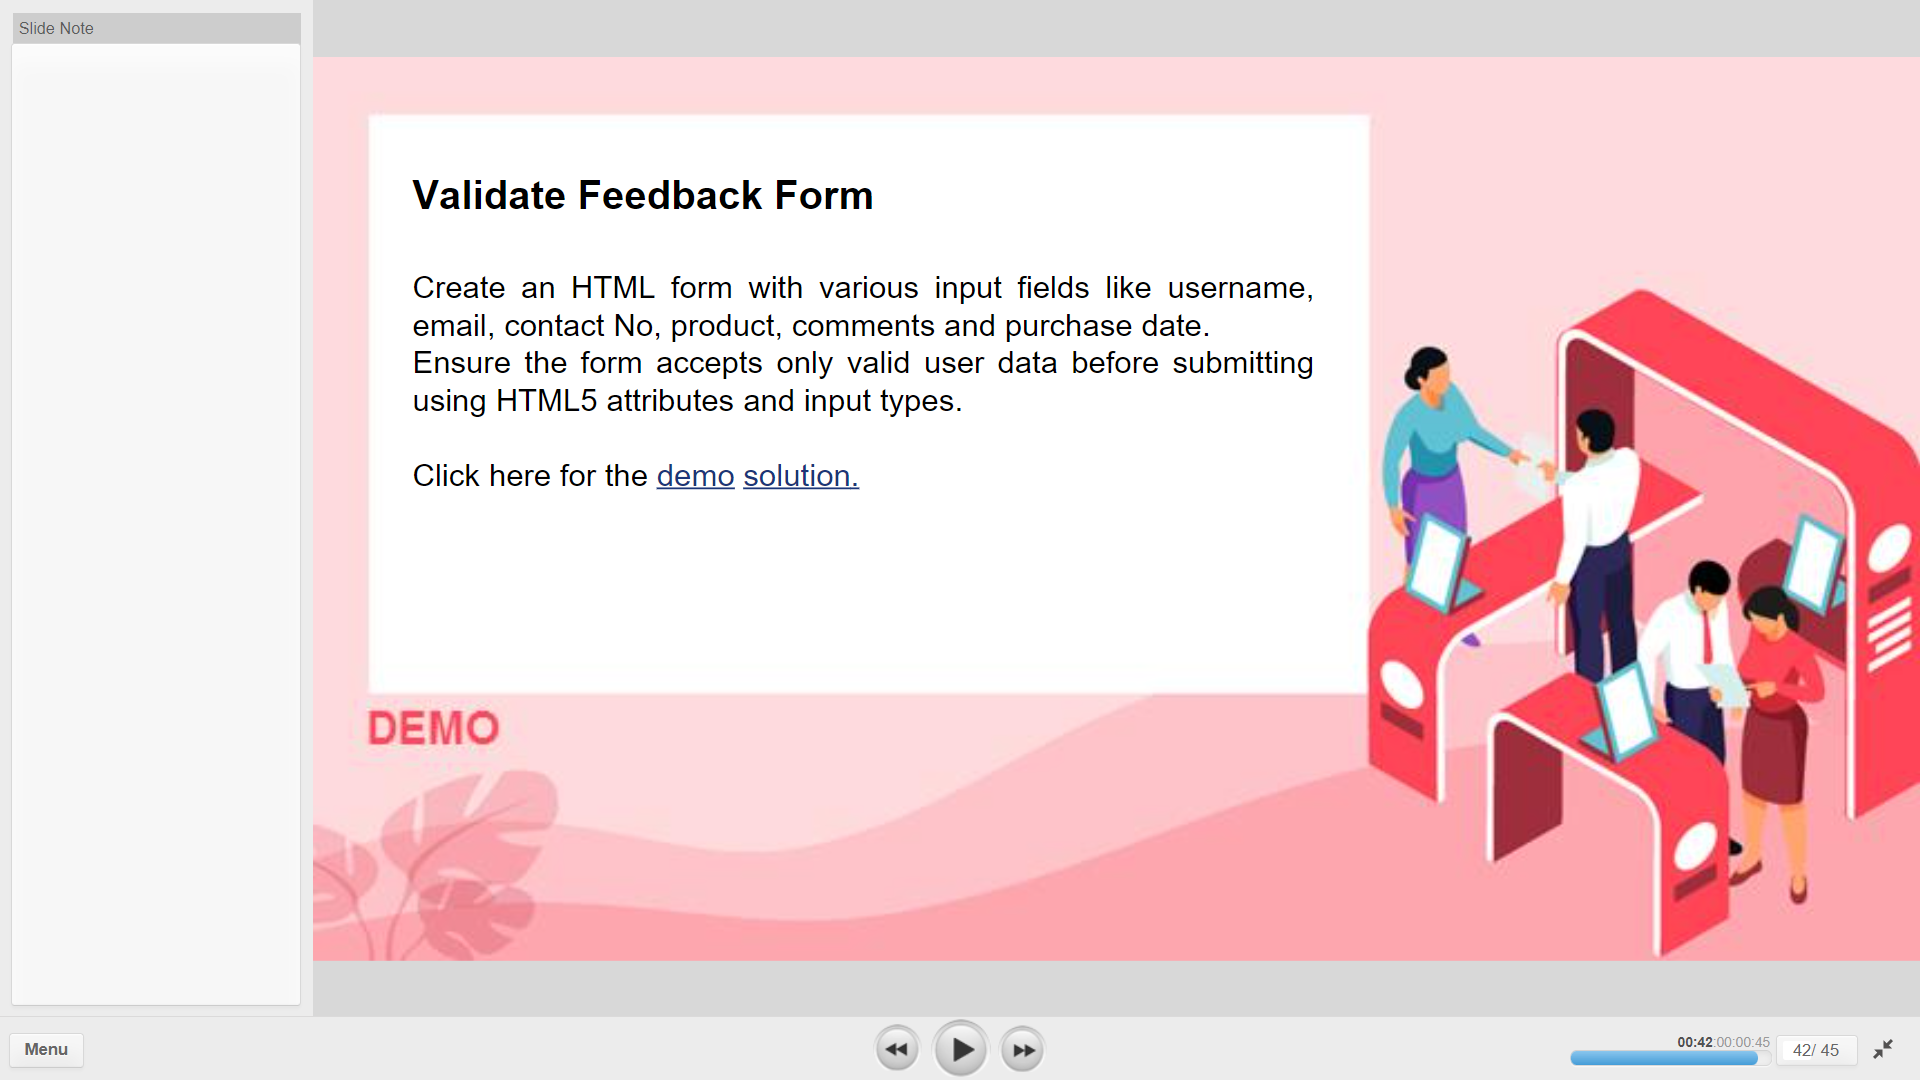 Slide Note
Validate Feedback Form
Create an HTML form with various input fields like username,
email, contact No, product, comments and purchase date.
Ensure the form accepts only valid user data before submitting
using HTML5 attributes and input types.
Click here for the demo solution.
DEMO
Menu
00:42:00:00:45
42/ 45